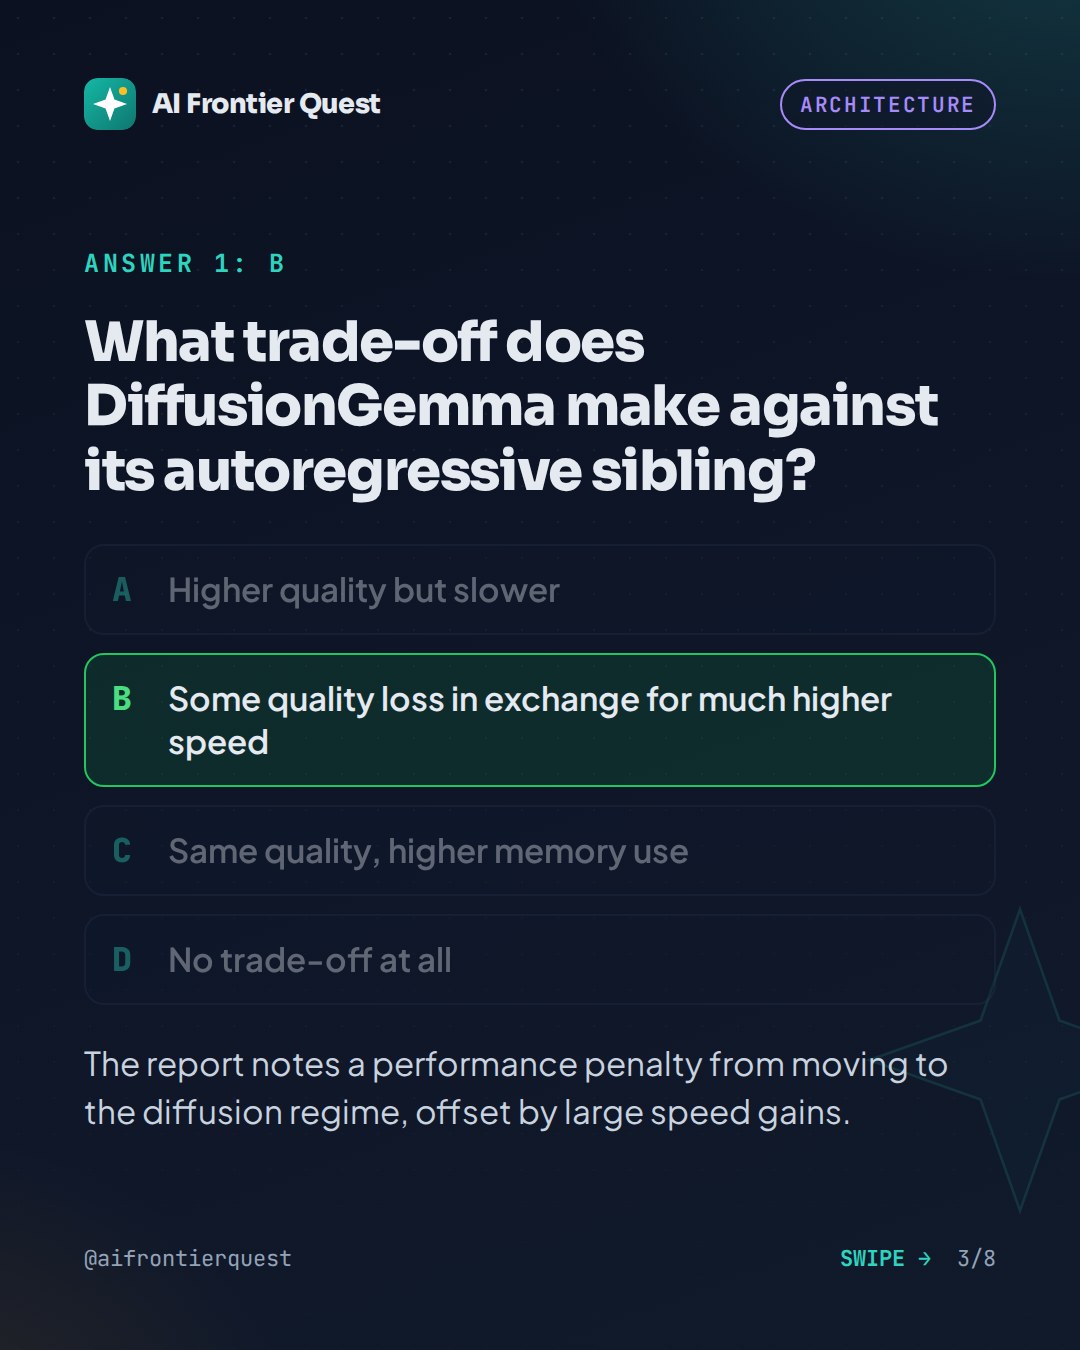 AI Frontier Quest
ARCHITECTURE
ANSWER 1: B
What trade-off does
DiffusionGemma make against
its autoregressive sibling?
A Higher quality but slower
B Some quality loss in exchange for much higher
speed
C Same quality, higher memory use
D No trade-off at all
The report notes a performance penalty from moving to
the diffusion regime, offset by large speed gains.
@aifrontierquest
SWIPE → 3/8